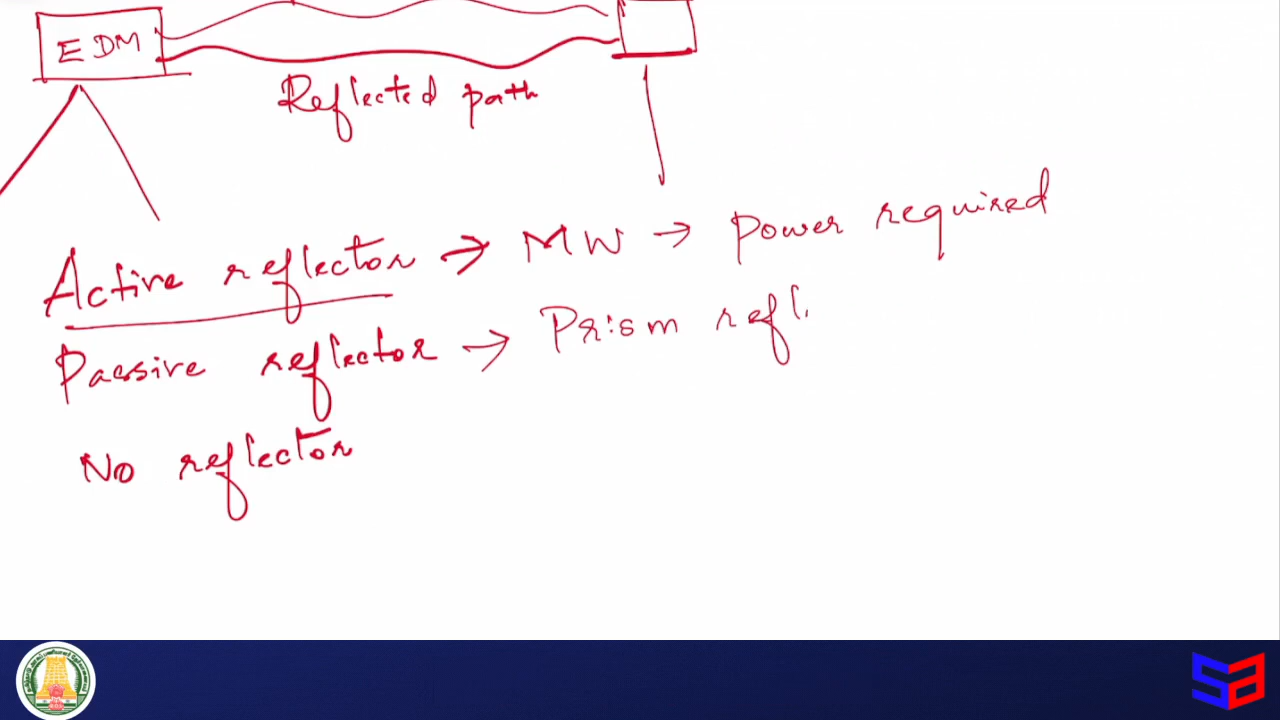 EDM
Reflected path
Active reflector → MW → Power required
Passive reflector → Prism refl
No reflector